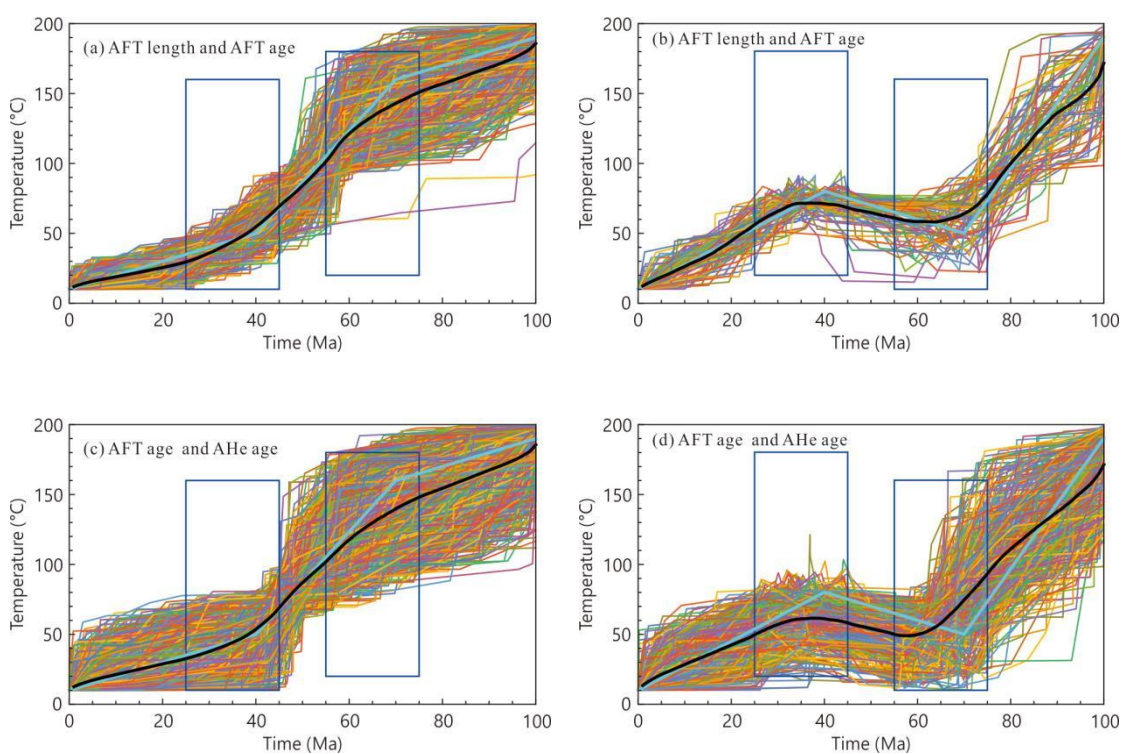 (a) AFT length and AFT age
Temperature (°C)
200
150
100
50
0
0 20 40 60 80 100
Time (Ma)
(b) AFT length and AFT age
Temperature (°C)
200
150
100
50
0
0 20 40 60 80 100
Time (Ma)
(c) AFT age and AHe age
Temperature (°C)
200
150
100
50
0
0 20 40 60 80 100
Time (Ma)
(d) AFT age and AHe age
Temperature (°C)
200
150
100
50
0
0 20 40 60 80 100
Time (Ma)